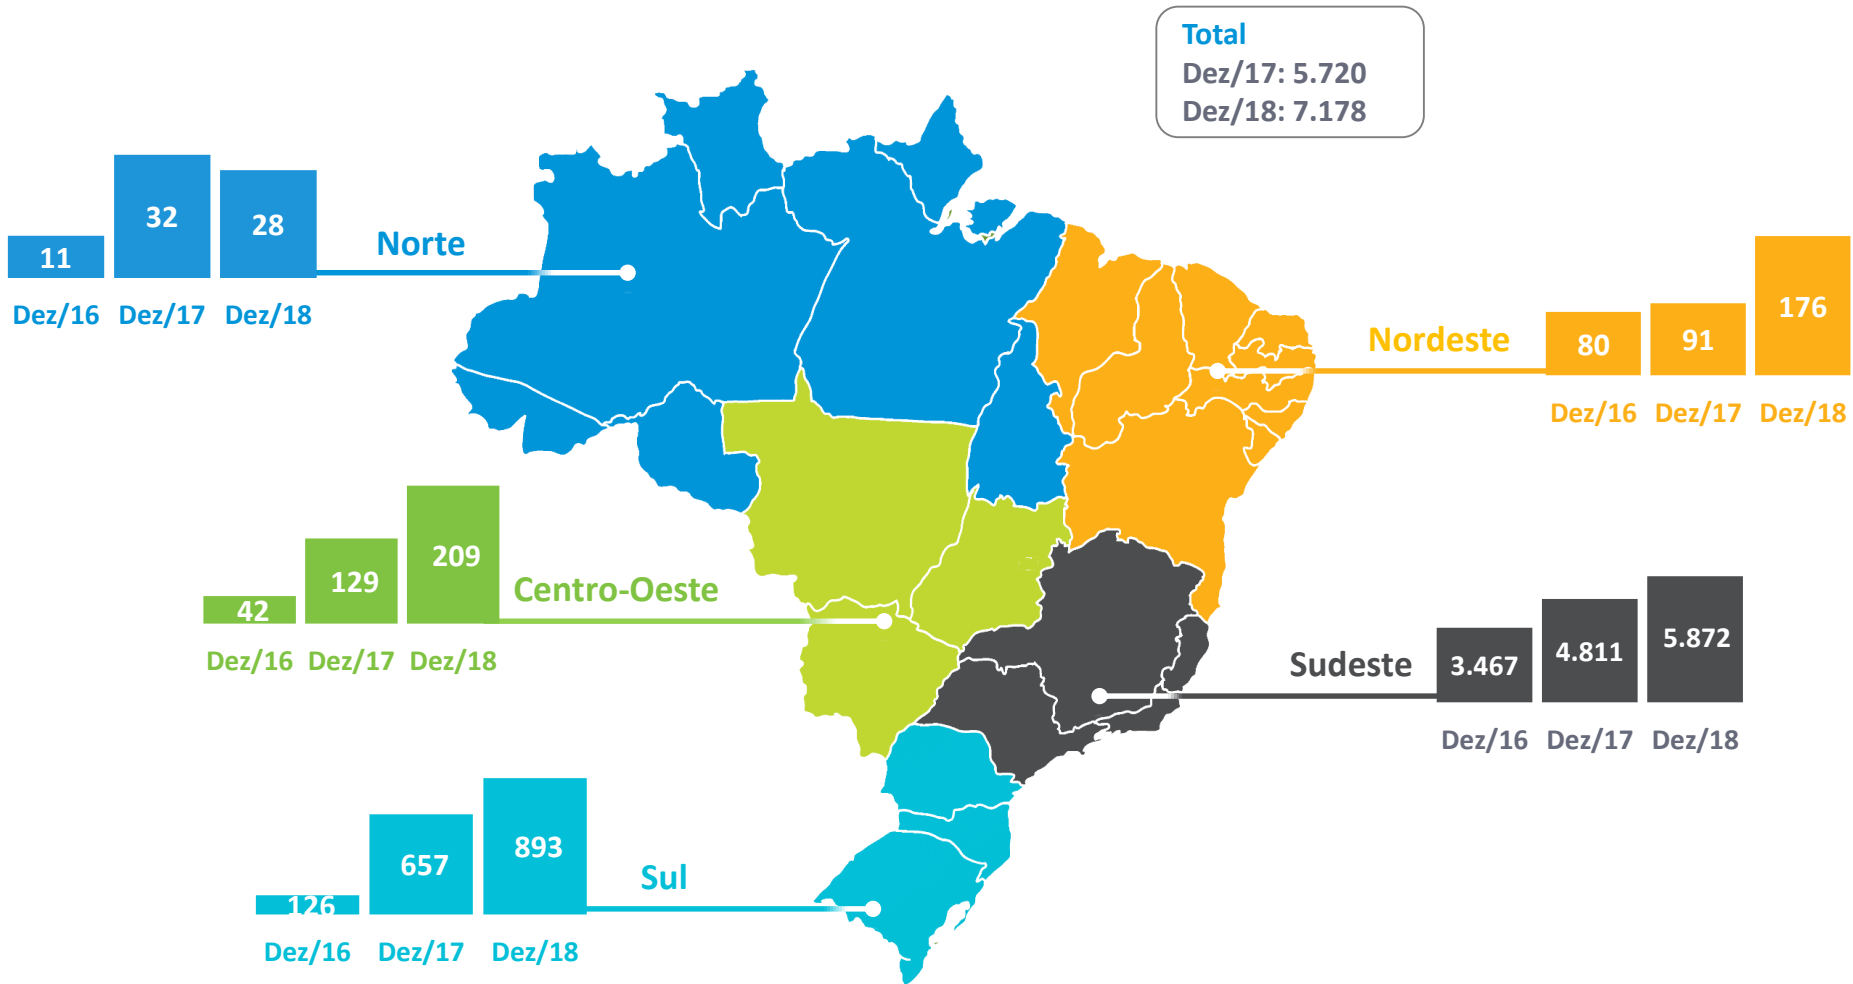 Total
Dez/17: 5.720
Dez/18: 7.178
11
32
28
Norte
Dez/16
Dez/17
Dez/18
Nordeste
80
91
176
Dez/16
Dez/17
Dez/18
42
129
209
Centro-Oeste
Dez/16
Dez/17
Dez/18
Sudeste
3.467
4.811
5.872
Dez/16
Dez/17
Dez/18
126
657
893
Sul
Dez/16
Dez/17
Dez/18